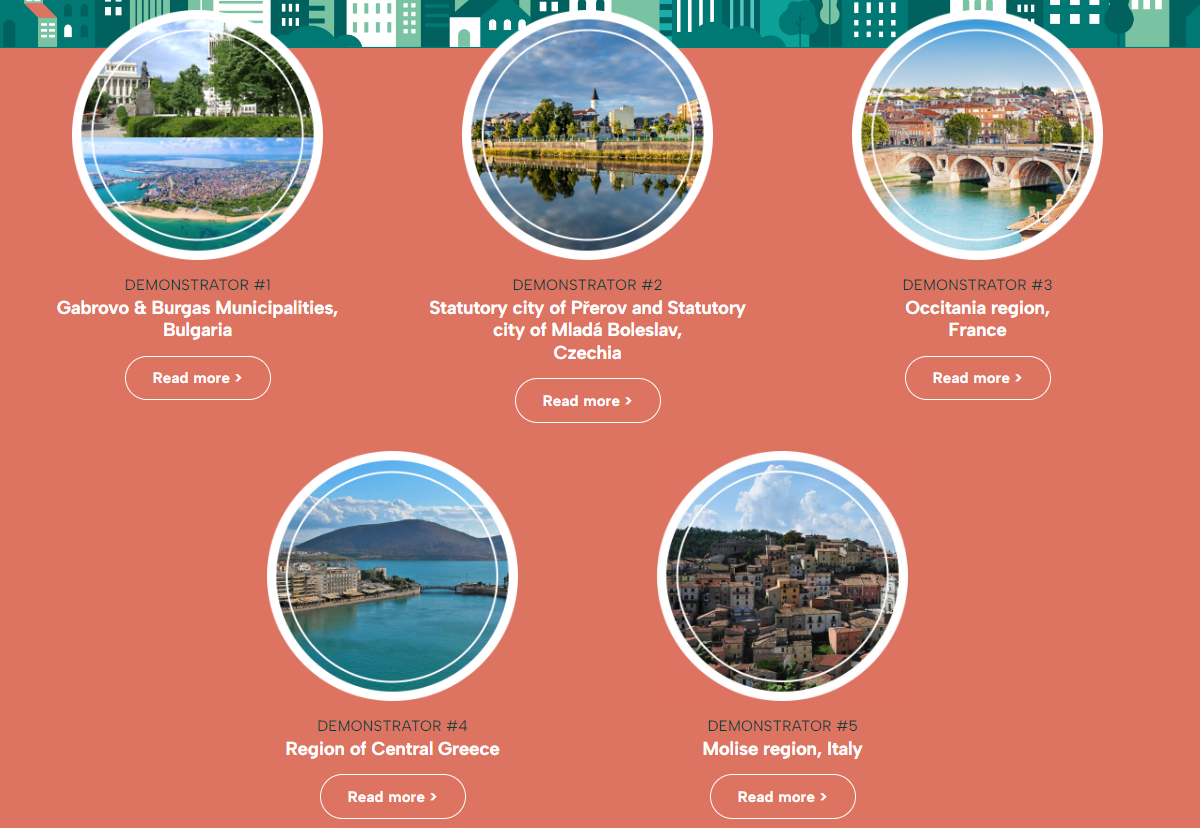 DEMONSTRATOR #1
Gabrovo & Burgas Municipalities,
Bulgaria
Read more >
DEMONSTRATOR #2
Statutory city of Přerov and Statutory
city of Mladá Boleslav,
Czechia
Read more >
DEMONSTRATOR #3
Occitania region,
France
Read more >
DEMONSTRATOR #4
Region of Central Greece
Read more >
DEMONSTRATOR #5
Molise region, Italy
Read more >